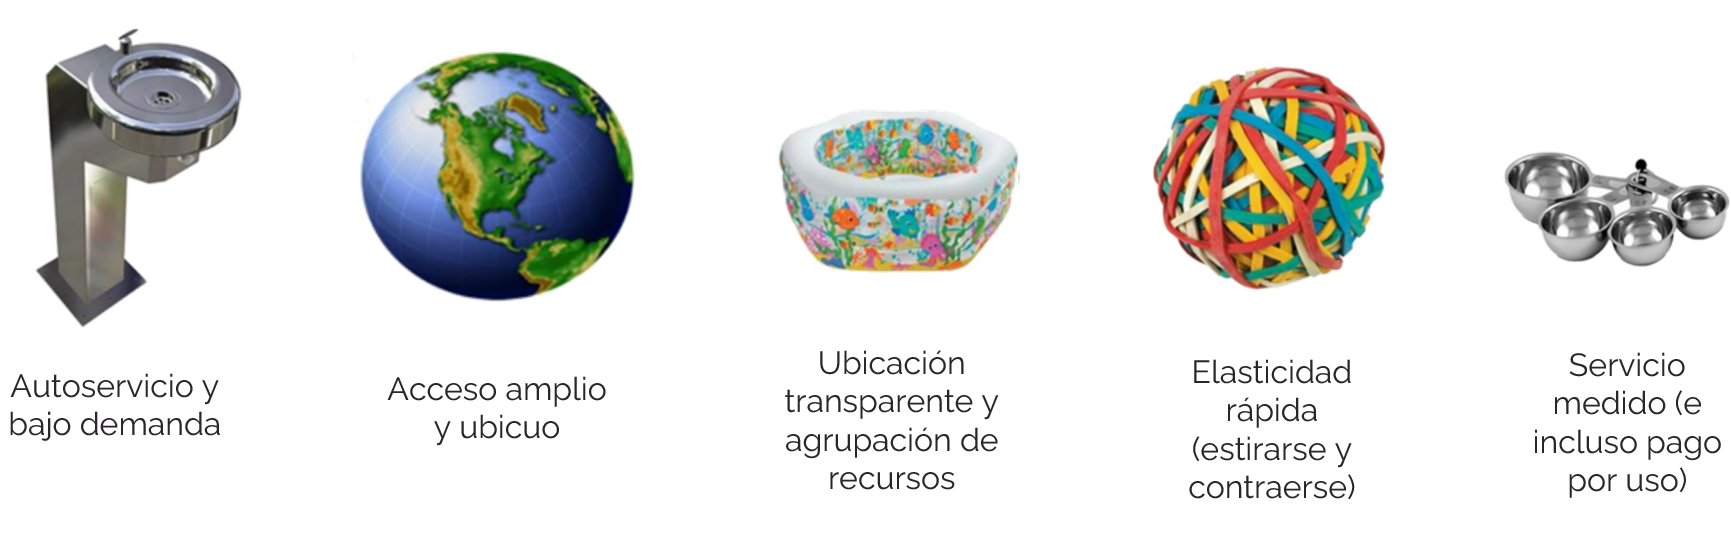 Autoservicio y
bajo demanda
Acceso amplio
y ubicuo
Ubicación
transparente y
agrupación de
recursos
Elasticidad
rápida
(estirarse y
contraerse)
Servicio
medido (e
incluso pago
por uso)